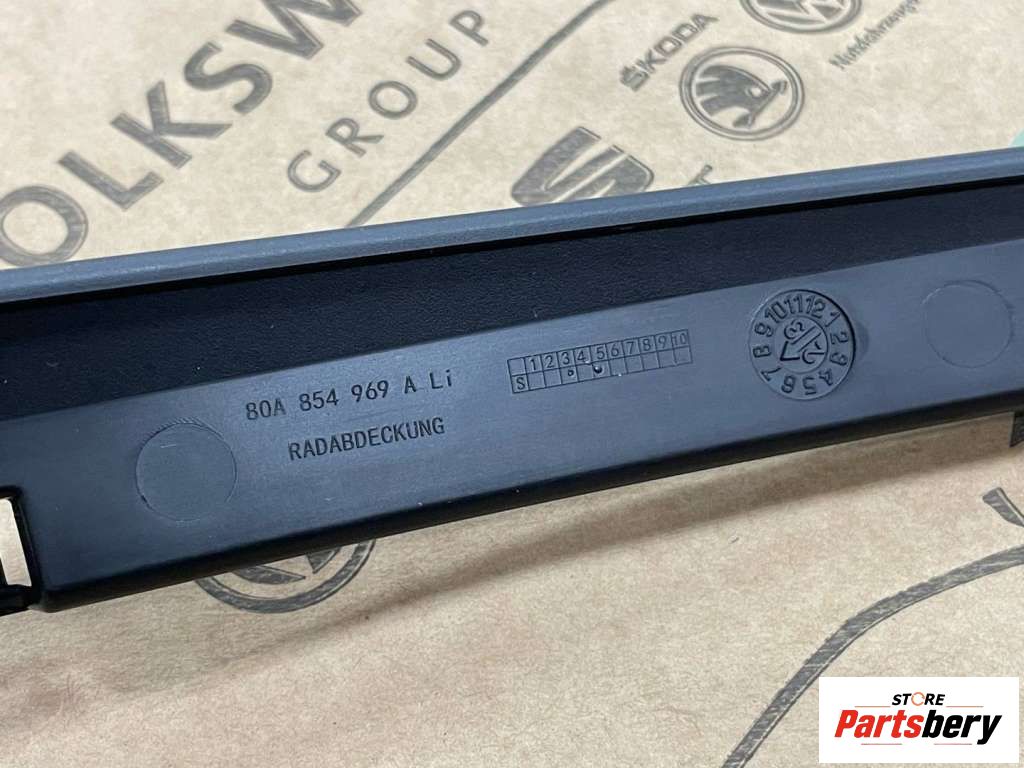 OLKSW
GROUP
ŠKODA
Nutzfahrzeuge
80A 854 969 A Li
RADABDECKUNG
1 2 3 4 5 6 7 8 9 10
S
7 8 9 10 11 12 1 2 3 4 5 6
STORE
Partsbery